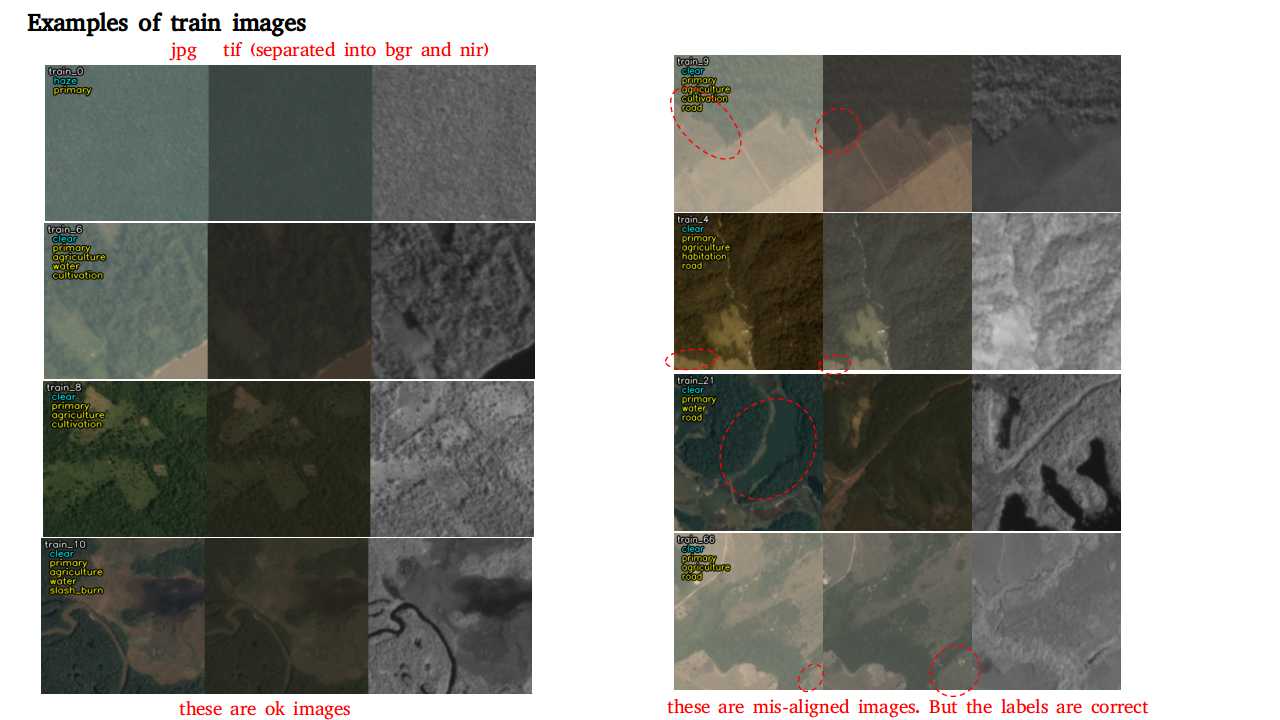 Examples of train images
jpg tif (separated into bgr and nir)
train_0
haze
primary
train_6
clear
primary
agriculture
water
cultivation
train_8
clear
primary
agriculture
cultivation
train_10
clear
primary
agriculture
water
slash_burn
these are ok images
train_9
clear
primary
agriculture
cultivation
road
train_4
clear
primary
agriculture
habitation
road
train_21
clear
primary
water
road
train_66
clear
primary
agriculture
road
these are mis-aligned images. But the labels are correct